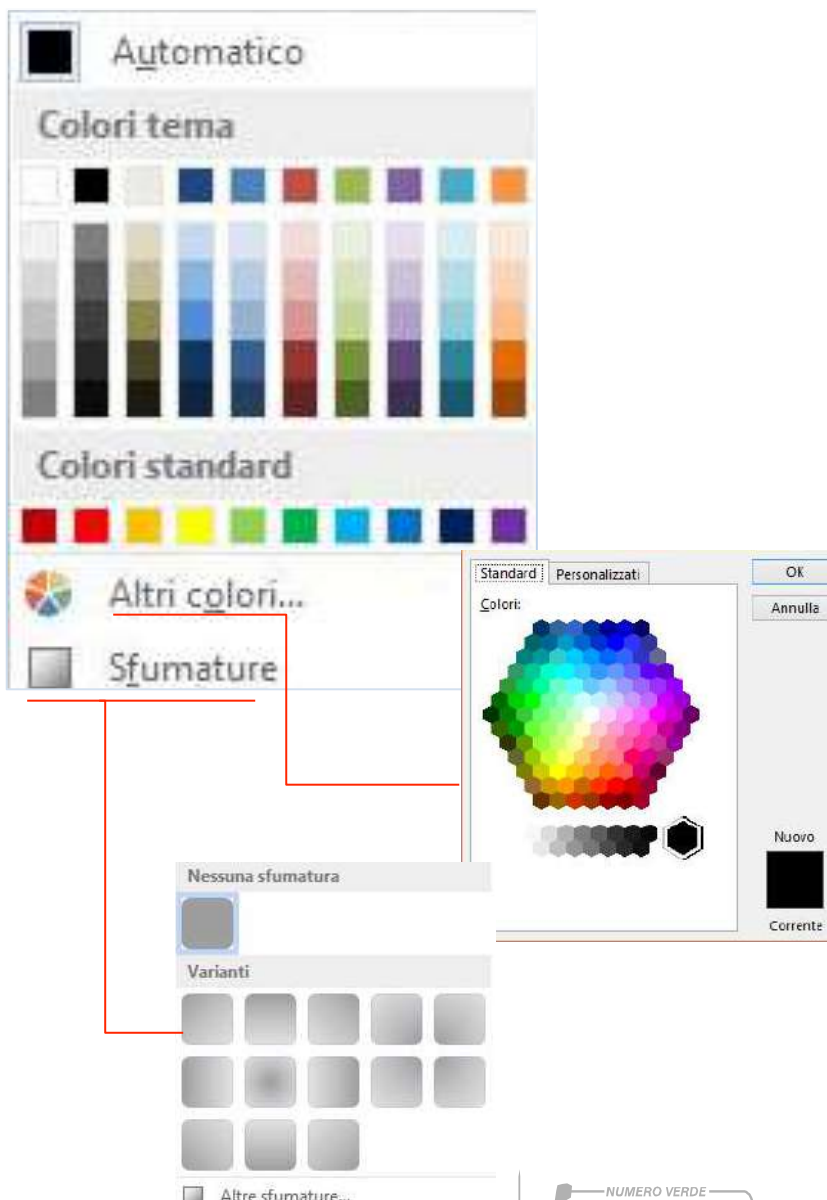 Automatico
Colori tema
Colori standard
Altri colori...
Sfumature
Standard Personalizzati
OK
Annulla
Colori:
Nuovo
Corrente
Nessuna sfumatura
Varianti
Altre sfumature...
NUMERO VERDE